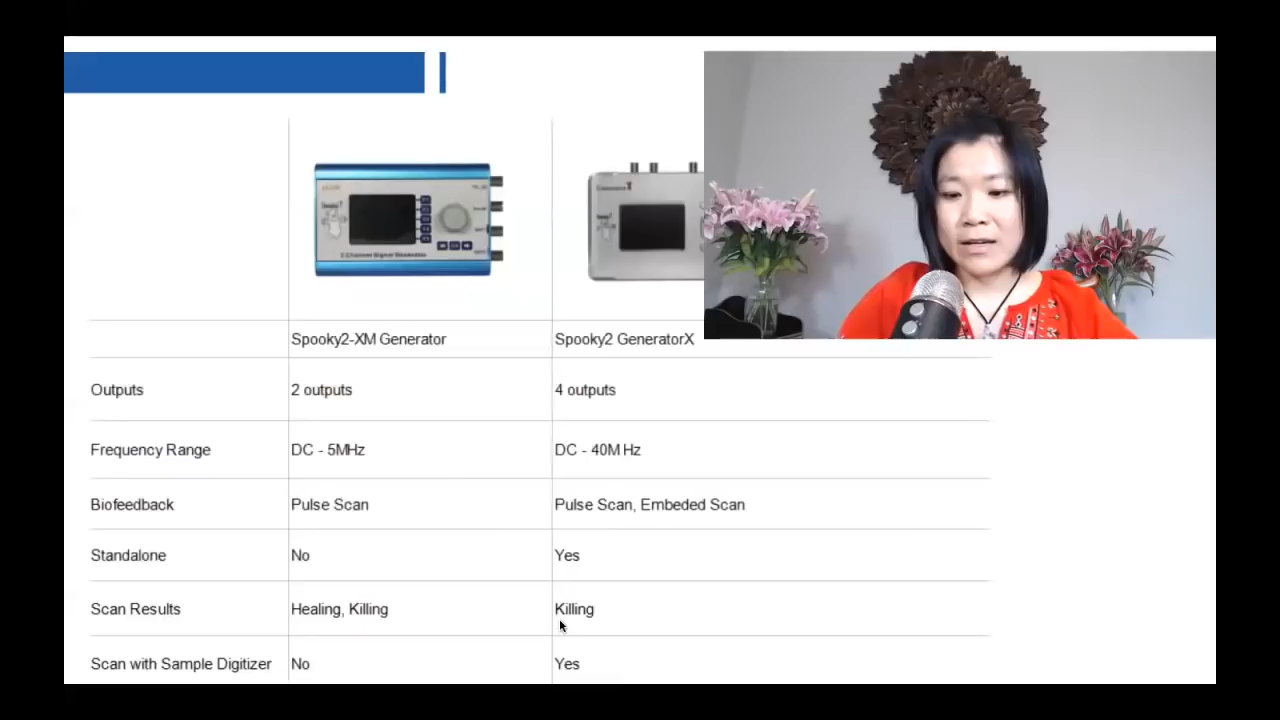 Spooky2-XM Generator Spooky2 GeneratorX
Outputs 2 outputs 4 outputs
Frequency Range DC - 5MHz DC - 40M Hz
Biofeedback Pulse Scan Pulse Scan, Embeded Scan
Standalone No Yes
Scan Results Healing, Killing Killing
Scan with Sample Digitizer No Yes